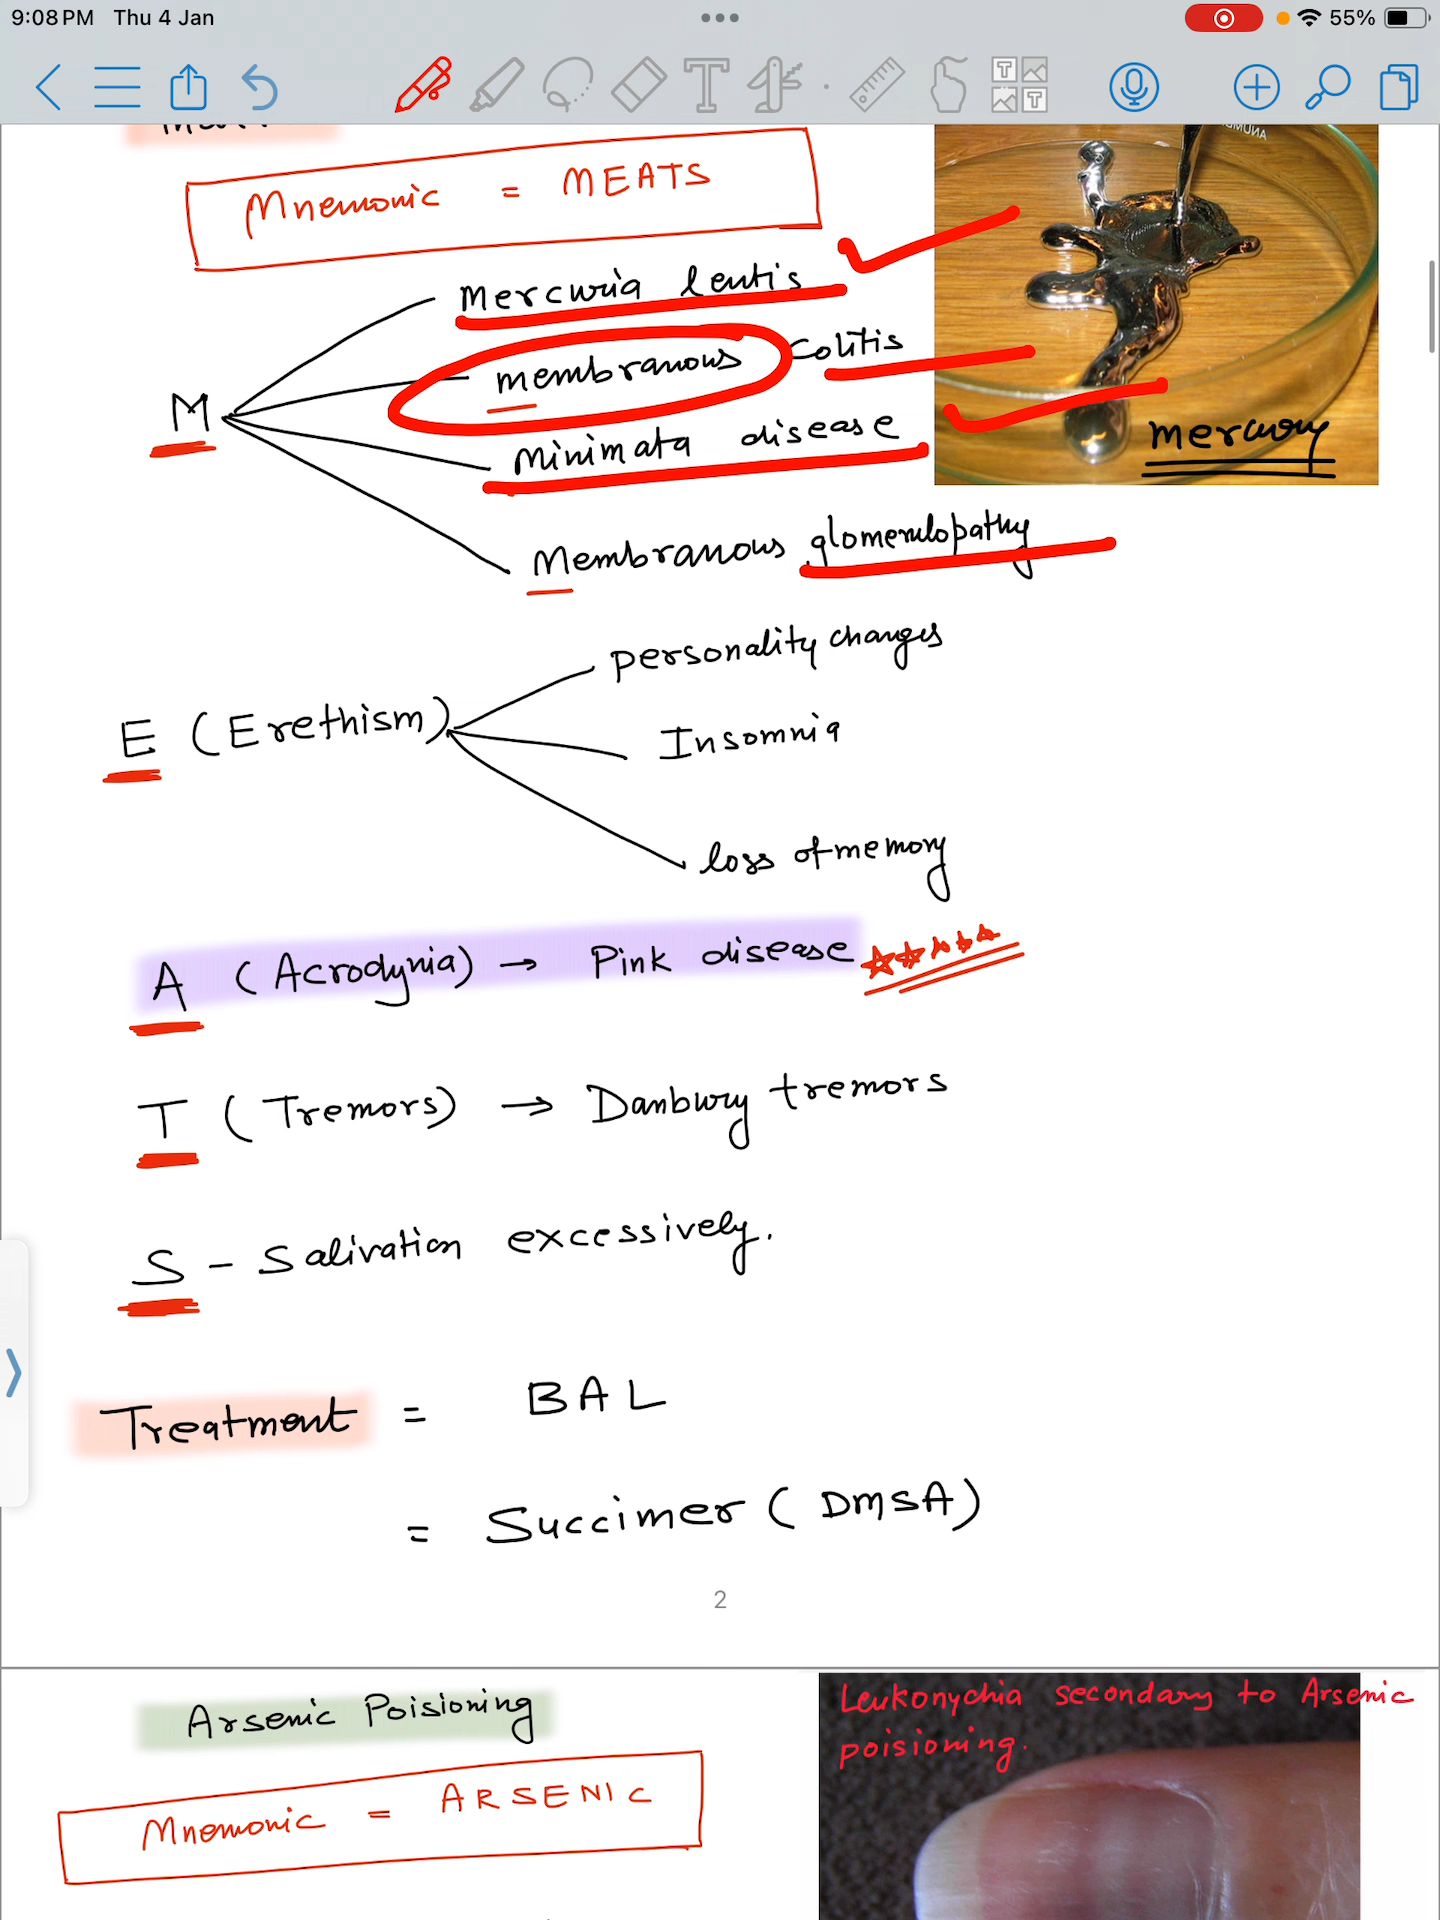 9:08 PM Thu 4 Jan
55%
Mnemonic = MEATS
Mercuria lentis
membranous colitis
M
Minimata disease
mercury
Membranous glomerulopathy
personality changes
E (Erethism)
Insomnia
loss of memory
A (Acrodynia) → Pink disease
T (Tremors) → Danbury tremors
S - Salivation excessively.
Treatment = BAL
= Succimer (DMSA)
2
Arsenic Poisioning
Leukonychia secondary to Arsenic
poisioning.
Mnemonic = ARSENIC